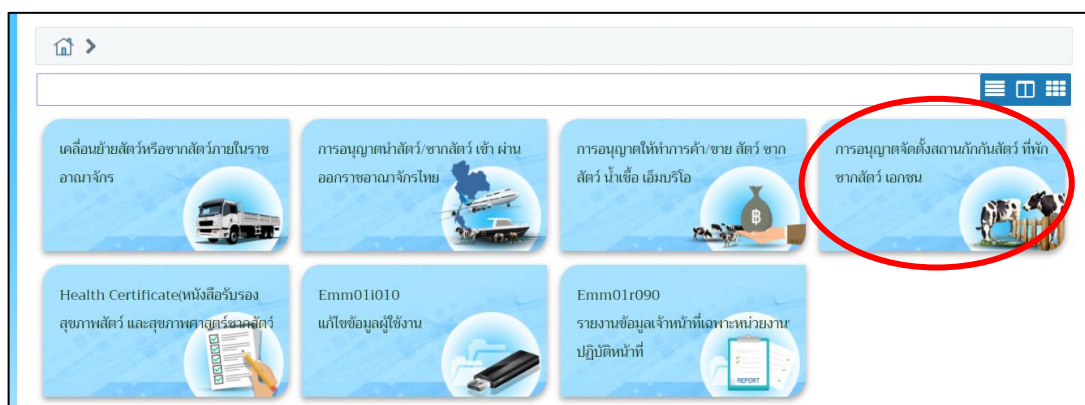 เคลื่อนย้ายสัตว์หรือซากสัตว์ภายในราช
อาณาจักร
การอนุญาตนำสัตว์/ซากสัตว์ เข้า ผ่าน
ออกราชอาณาจักรไทย
การอนุญาตให้ทำการค้า/ขาย สัตว์ ซาก
สัตว์ น้ำเชื้อ เอ็มบริโอ
การอนุญาตจัดตั้งสถานกักกันสัตว์ ที่พัก
ซากสัตว์ เอกชน
Health Certificate(หนังสือรับรอง
สุขภาพสัตว์ และสุขภาพศาสตร์ซากสัตว์
Emm01i010
แก้ไขข้อมูลผู้ใช้งาน
Emm01r090
รายงานข้อมูลเจ้าหน้าที่เฉพาะหน่วยงาน
ปฏิบัติหน้าที่
REPORT